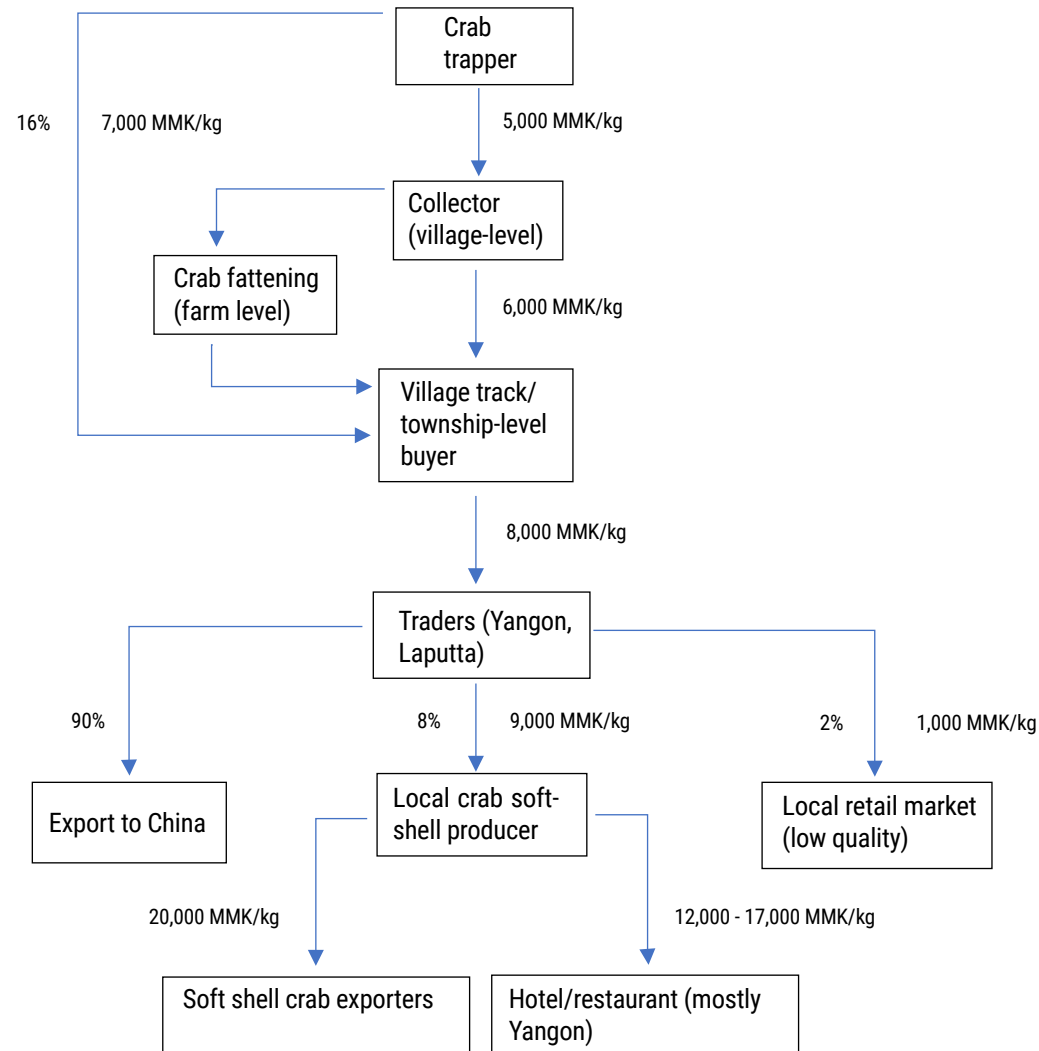 Crab
trapper
16%
7,000 MMK/kg
5,000 MMK/kg
Collector
(village-level)
Crab fattening
(farm level)
6,000 MMK/kg
Village track/
township-level
buyer
8,000 MMK/kg
Traders (Yangon,
Laputta)
90%
8%
9,000 MMK/kg
2%
1,000 MMK/kg
Export to China
Local crab soft-
shell producer
Local retail market
(low quality)
20,000 MMK/kg
12,000 - 17,000 MMK/kg
Soft shell crab exporters
Hotel/restaurant (mostly
Yangon)